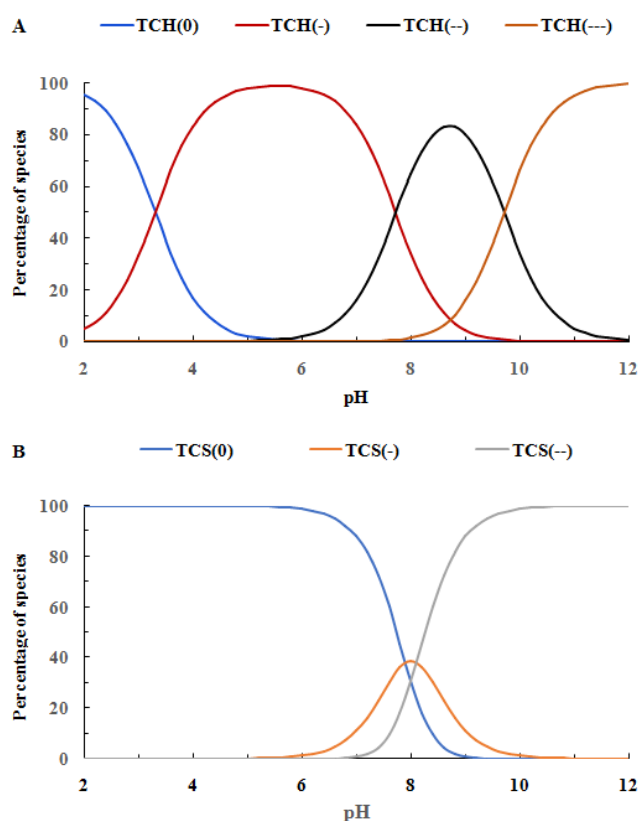 A TCH(0) TCH(-) TCH(--) TCH(---)
Percentage of species
100
80
60
40
20
0
2 4 6 8 10 12
pH
B TCS(0) TCS(-) TCS(--)
Percentage of species
100
80
60
40
20
0
2 4 6 8 10 12
pH